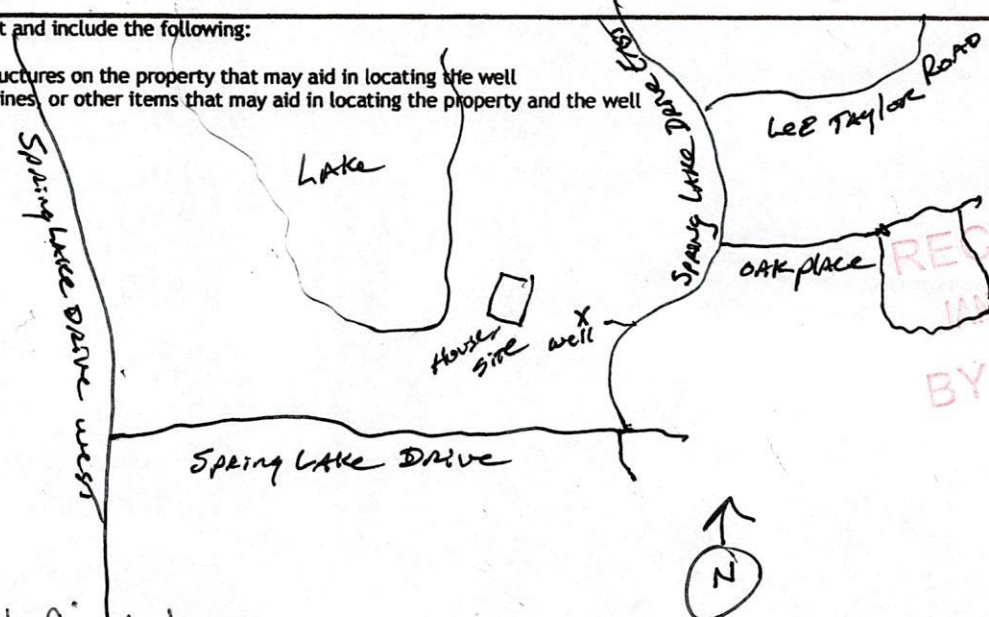 t and include the following:
uctures on the property that may aid in locating the well
ines, or other items that may aid in locating the property and the well
Spring Lake Drive East
Lee Taylor Road
Lake
Spring Lake Drive West
Oak place
REC
BY
House
Site
X
well
Spring Lake Drive
N